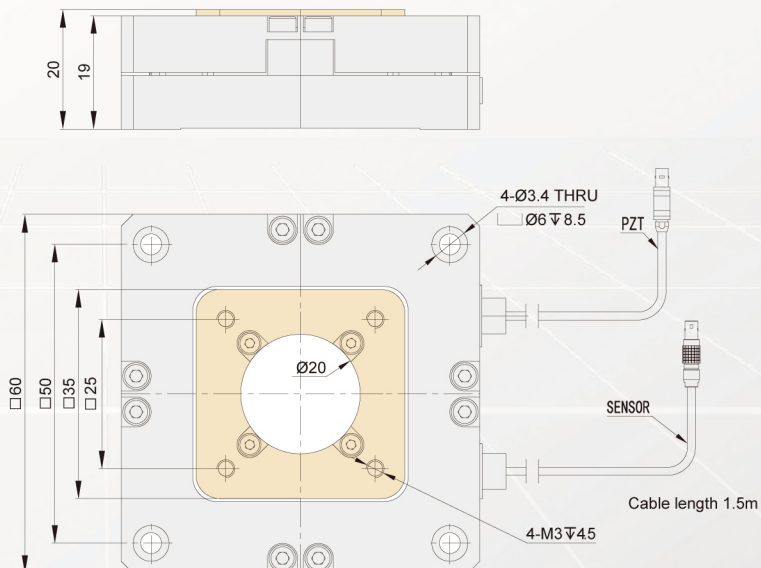 20
19
4-Ø3.4 THRU
⌴Ø6↧8.5
PZT
□60
□50
□35
□25
Ø20
SENSOR
Cable length 1.5m
4-M3↧4.5